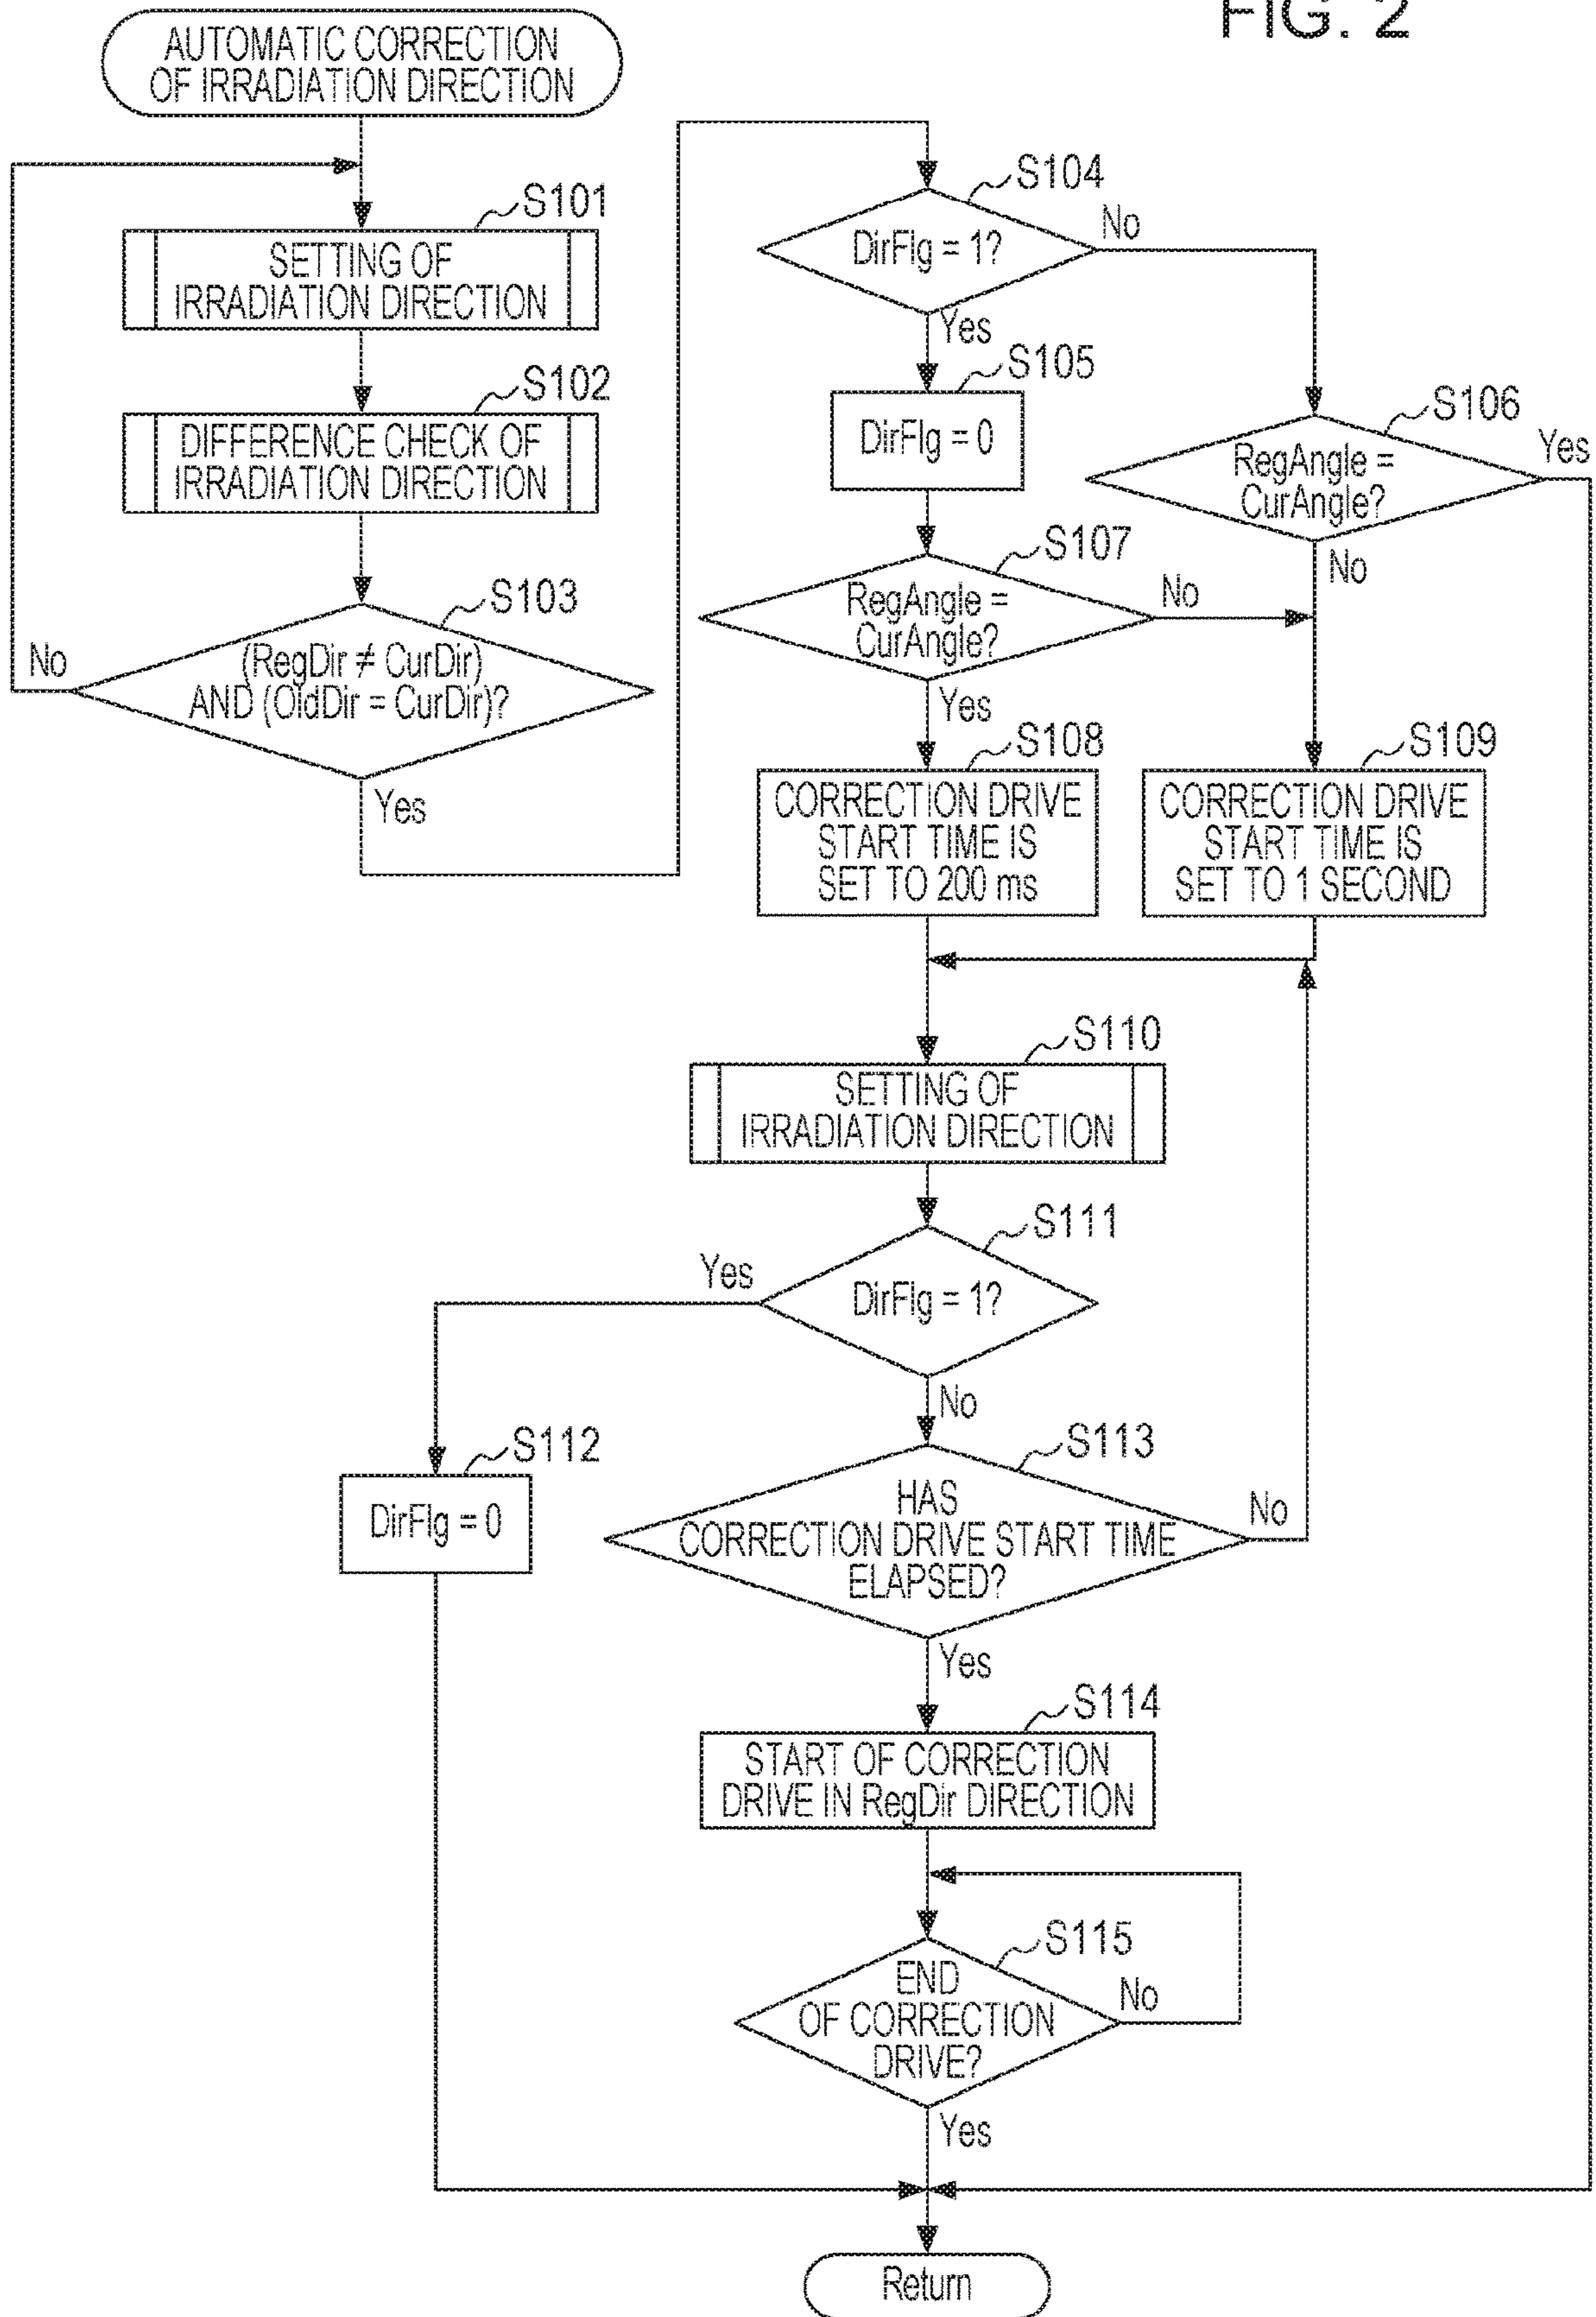 FIG. 2
AUTOMATIC CORRECTION
OF IRRADIATION DIRECTION
S101
SETTING OF
IRRADIATION DIRECTION
S102
DIFFERENCE CHECK OF
IRRADIATION DIRECTION
S103
(RegDir ≠ CurDir)
AND (OldDir = CurDir)?
No
Yes
S104
DirFlg = 1?
No
Yes
S105
DirFlg = 0
S106
RegAngle =
CurAngle?
Yes
No
S107
RegAngle =
CurAngle?
No
Yes
S108
CORRECTION DRIVE
START TIME IS
SET TO 200 ms
S109
CORRECTION DRIVE
START TIME IS
SET TO 1 SECOND
S110
SETTING OF
IRRADIATION DIRECTION
S111
DirFlg = 1?
Yes
No
S112
DirFlg = 0
S113
HAS
CORRECTION DRIVE START TIME
ELAPSED?
No
Yes
S114
START OF CORRECTION
DRIVE IN RegDir DIRECTION
S115
END
OF CORRECTION
DRIVE?
No
Yes
Return